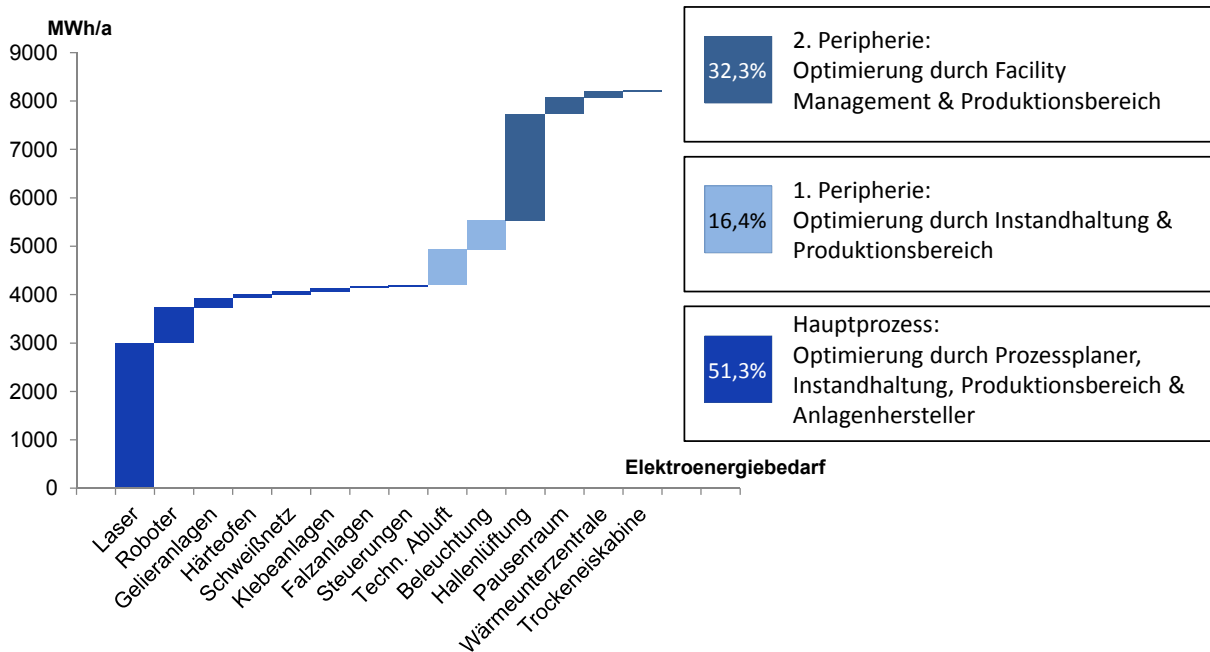 MWh/a
9000
8000
7000
6000
5000
4000
3000
2000
1000
0
Elektroenergiebedarf
Laser
Roboter
Gelieranlagen
Härteofen
Schweißnetz
Klebeanlagen
Falzanlagen
Steuerungen
Techn. Abluft
Beleuchtung
Hallenlüftung
Pausenraum
Wärmeunterzentrale
Trockeneiskabine
32,3%
2. Peripherie:
Optimierung durch Facility
Management & Produktionsbereich
16,4%
1. Peripherie:
Optimierung durch Instandhaltung &
Produktionsbereich
51,3%
Hauptprozess:
Optimierung durch Prozessplaner,
Instandhaltung, Produktionsbereich &
Anlagenhersteller